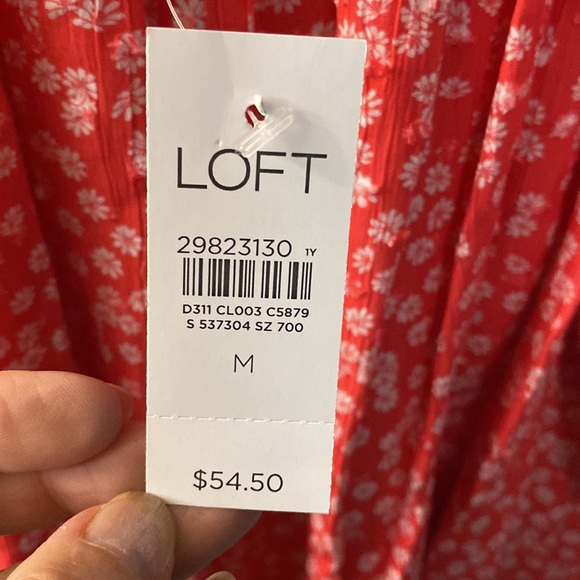 LOFT
29823130 1Y
D311 CL003 C5879
S 537304 SZ 700
M
$54.50